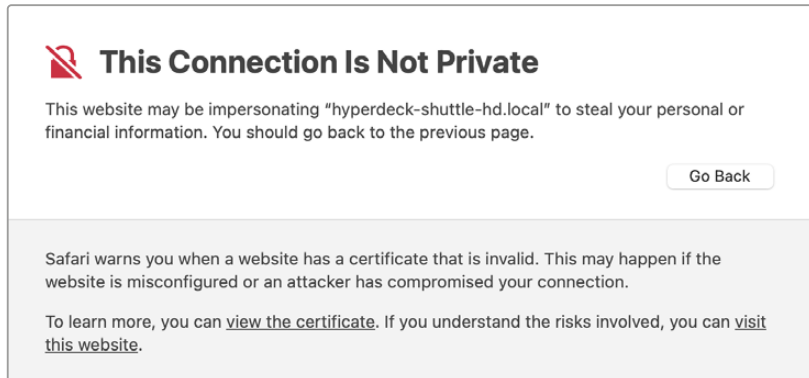 This Connection Is Not Private
This website may be impersonating “hyperdeck-shuttle-hd.local” to steal your personal or
financial information. You should go back to the previous page.
Go Back
Safari warns you when a website has a certificate that is invalid. This may happen if the
website is misconfigured or an attacker has compromised your connection.
To learn more, you can view the certificate. If you understand the risks involved, you can visit
this website.